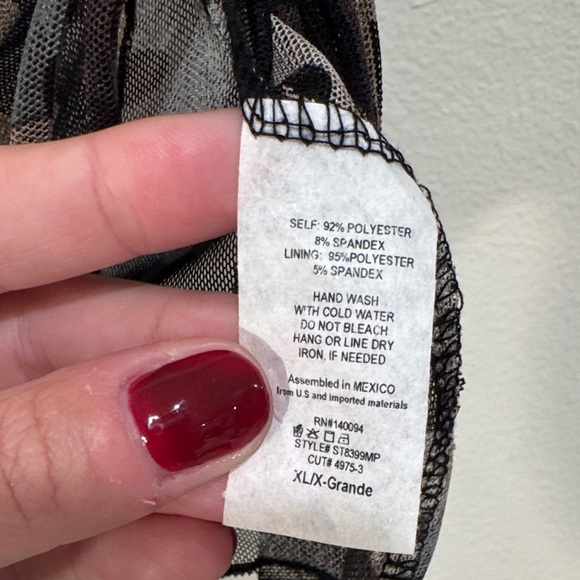 SELF: 92% POLYESTER
8% SPANDEX
LINING: 95%POLYESTER
5% SPANDEX
HAND WASH
WITH COLD WATER
DO NOT BLEACH
HANG OR LINE DRY
IRON, IF NEEDED
Assembled in MEXICO
from U.S and imported materials
RN#140094
STYLE# ST8399MP
CUT# 4975-3
XL/X-Grande